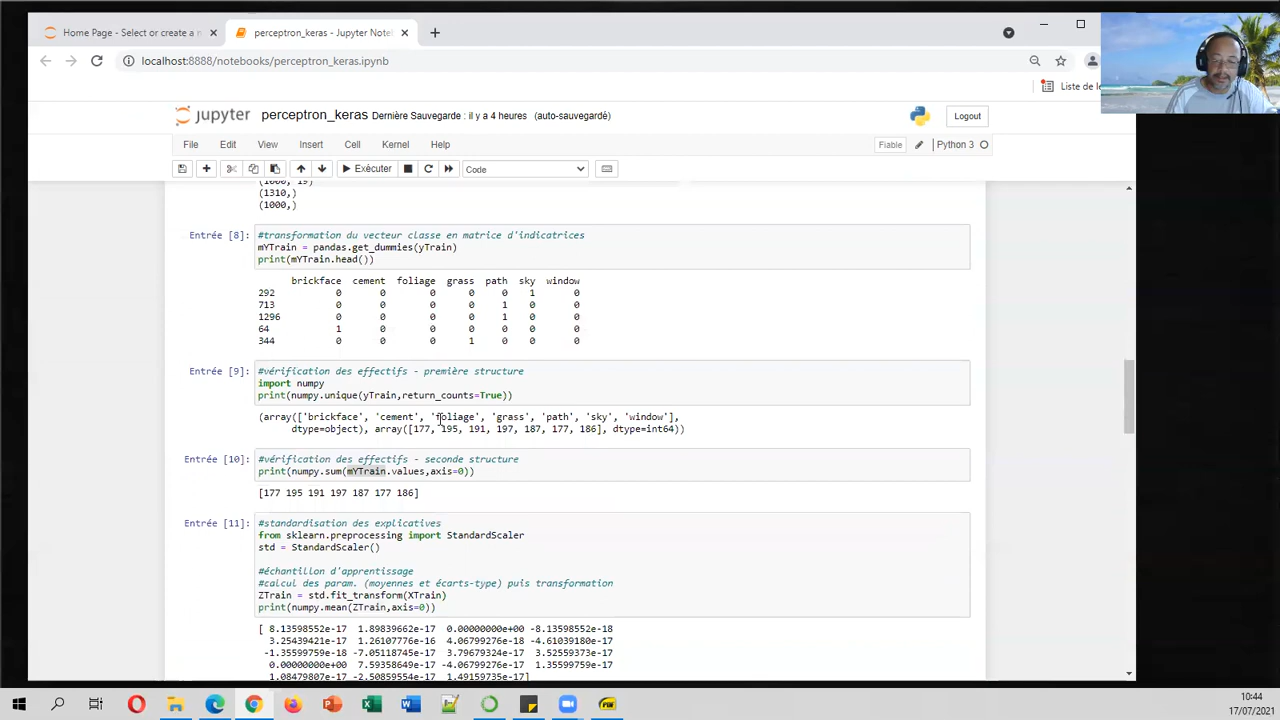 Home Page - Select or create a n
perceptron_keras - Jupyter Notel
localhost:8888/notebooks/perceptron_keras.ipynb
Liste de le
jupyter perceptron_keras Dernière Sauvegarde : il y a 4 heures (auto-sauvegardé)
Logout
File Edit View Insert Cell Kernel Help
Fiable Python 3
Exécuter Code
(1000, 19)
(1310,)
(1000,)
Entrée [8]: #transformation du vecteur classe en matrice d'indicatrices
mYTrain = pandas.get_dummies(yTrain)
print(mYTrain.head())
brickface cement foliage grass path sky window
292 0 0 0 0 0 1 0
713 0 0 0 0 1 0 0
1296 0 0 0 0 1 0 0
64 1 0 0 0 0 0 0
344 0 0 0 1 0 0 0
Entrée [9]: #vérification des effectifs - première structure
import numpy
print(numpy.unique(yTrain,return_counts=True))
(array(['brickface', 'cement', 'foliage', 'grass', 'path', 'sky', 'window'],
dtype=object), array([177, 195, 191, 197, 187, 177, 186], dtype=int64))
Entrée [10]: #vérification des effectifs - seconde structure
print(numpy.sum(mYTrain.values,axis=0))
[177 195 191 197 187 177 186]
Entrée [11]: #standardisation des explicatives
from sklearn.preprocessing import StandardScaler
std = StandardScaler()
#échantillon d'apprentissage
#calcul des param. (moyennes et écarts-type) puis transformation
ZTrain = std.fit_transform(XTrain)
print(numpy.mean(ZTrain,axis=0))
[ 8.13598552e-17 1.89839662e-17 0.00000000e+00 -8.13598552e-18
3.25439421e-17 1.26107776e-16 4.06799276e-18 -4.61039180e-17
-1.35599759e-18 -7.05118745e-17 3.79679324e-17 3.52559373e-17
0.00000000e+00 7.59358649e-17 -4.06799276e-17 1.35599759e-17
1.08479807e-17 -2.50859554e-17 1.49159735e-17]
10:44
17/07/2021